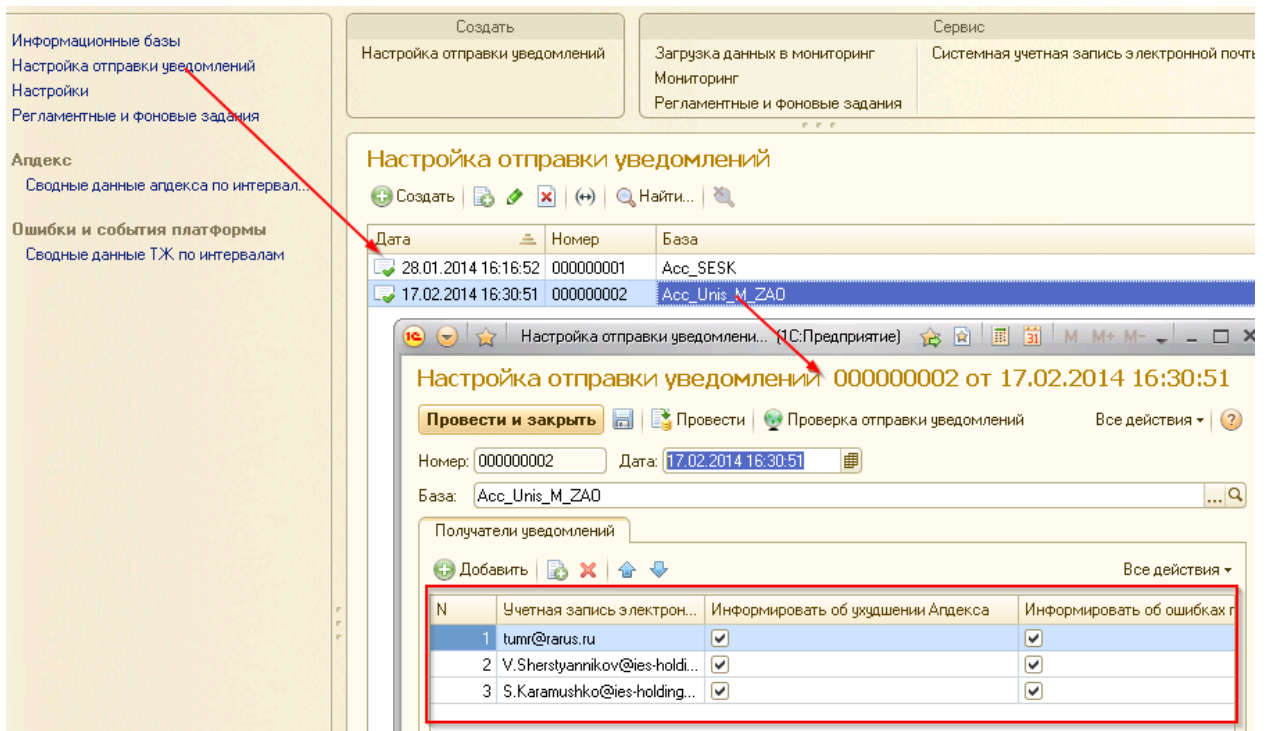 Информационные базы
Настройка отправки уведомлений
Настройки
Регламентные и фоновые задания
Апдекс
Сводные данные апдекса по интервал...
Ошибки и события платформы
Сводные данные ТЖ по интервалам
Создать
Настройка отправки уведомлений
Сервис
Загрузка данных в мониторинг
Мониторинг
Регламентные и фоновые задания
Системная учетная запись электронной почты
Настройка отправки уведомлений
Создать Найти...
Дата Номер База
28.01.2014 16:16:52 000000001 Acc_SESK
17.02.2014 16:30:51 000000002 Acc_Unis_M_ZAO
1С Настройка отправки уведомлени... (1С:Предприятие) 31 M M+ M-
Настройка отправки уведомлений 000000002 от 17.02.2014 16:30:51
Провести и закрыть Провести Проверка отправки уведомлений Все действия ?
Номер: 000000002 Дата: 17.02.2014 16:30:51
База: Acc_Unis_M_ZAO ...
Получатели уведомлений
Добавить Все действия
N Учетная запись электрон... Информировать об ухудшении Апдекса Информировать об ошибках
1 tumr@rarus.ru
2 V.Sherstyannikov@ies-holdi...
3 S.Karamushko@ies-holding...